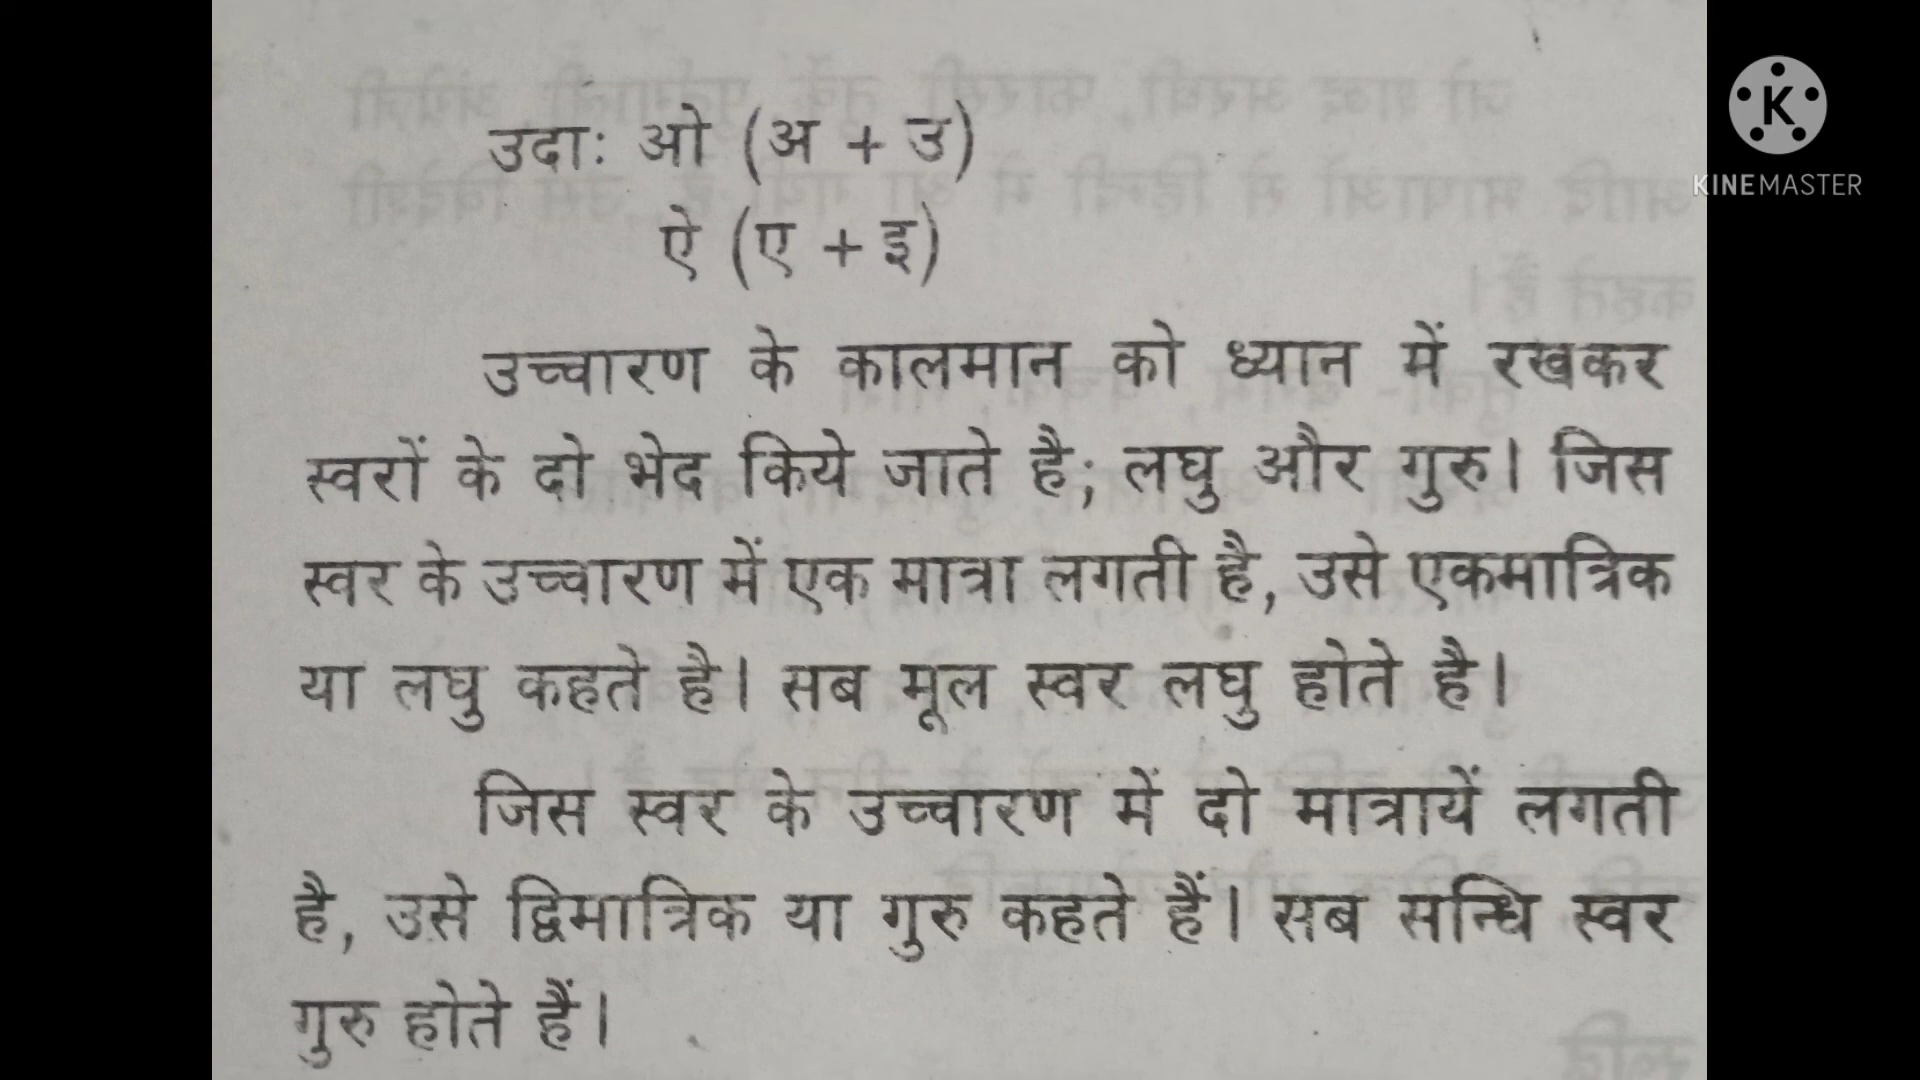 उदाः ओ (अ + उ)
ऐ (ए + इ)
उच्चारण के कालमान को ध्यान में रखकर
स्वरों के दो भेद किये जाते है; लघु और गुरु। जिस
स्वर के उच्चारण में एक मात्रा लगती है, उसे एकमात्रिक
या लघु कहते है। सब मूल स्वर लघु होते है।
जिस स्वर के उच्चारण में दो मात्रायें लगती
है, उसे द्विमात्रिक या गुरु कहते हैं। सब सन्धि स्वर
गुरु होते हैं।
K
KINEMASTER